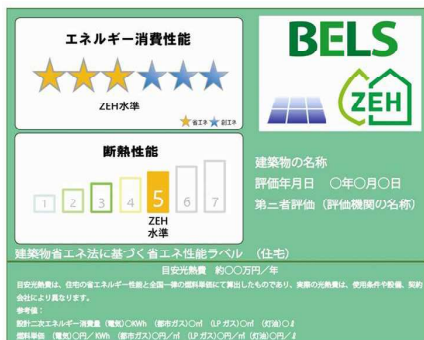 エネルギー消費性能
ZEH水準
省エネ 創エネ
BELS
ZEH
断熱性能
1 2 3 4 5 6 7
ZEH
水準
建築物の名称
評価年月日 ○年○月○日
第三者評価（評価機関の名称）
建築物省エネ法に基づく省エネ性能ラベル （住宅）
目安光熱費 約○○万円／年
目安光熱費は、住宅の省エネルギー性能と全国一律の燃料単価にて算出したものであり、実際の光熱費は、使用条件や設備、契約
会社により異なります。
参考値：
設計二次エネルギー消費量（電気）○KWh （都市ガス）○㎥ （LPガス）○㎥ （灯油）○ℓ
燃料単価 （電気）○円／KWh （都市ガス）○円／㎥ （LPガス）○円／㎥（灯油）○円／ℓ